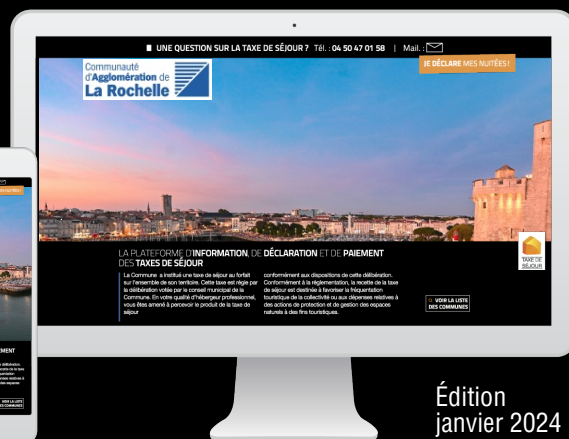 UNE QUESTION SUR LA TAXE DE SÉJOUR ? Tél. : 04 50 47 01 58 | Mail. :
JE DÉCLARE MES NUITÉES !
Communauté
d'Agglomération de
La Rochelle
LA PLATEFORME D'INFORMATION, DE DÉCLARATION ET DE PAIEMENT
DES TAXES DE SÉJOUR
La Commune a institué une taxe de séjour au forfait
sur l'ensemble de son territoire. Cette taxe est régie par
la délibération votée par le conseil municipal de la
Commune. En votre qualité d'hébergeur professionnel,
vous êtes amené à percevoir le produit de la taxe de
séjour
conformément aux dispositions de cette délibération.
Conformément à la réglementation, la recette de la taxe
de séjour est destinée à favoriser la fréquentation
touristique de la collectivité ou aux dépenses relatives à
des actions de protection et de gestion des espaces
naturels à des fins touristiques.
TAXE DE
SÉJOUR
VOIR LA LISTE
DES COMMUNES
EMENT
VOIR LA LISTE
DES COMMUNES
Édition
janvier 2024